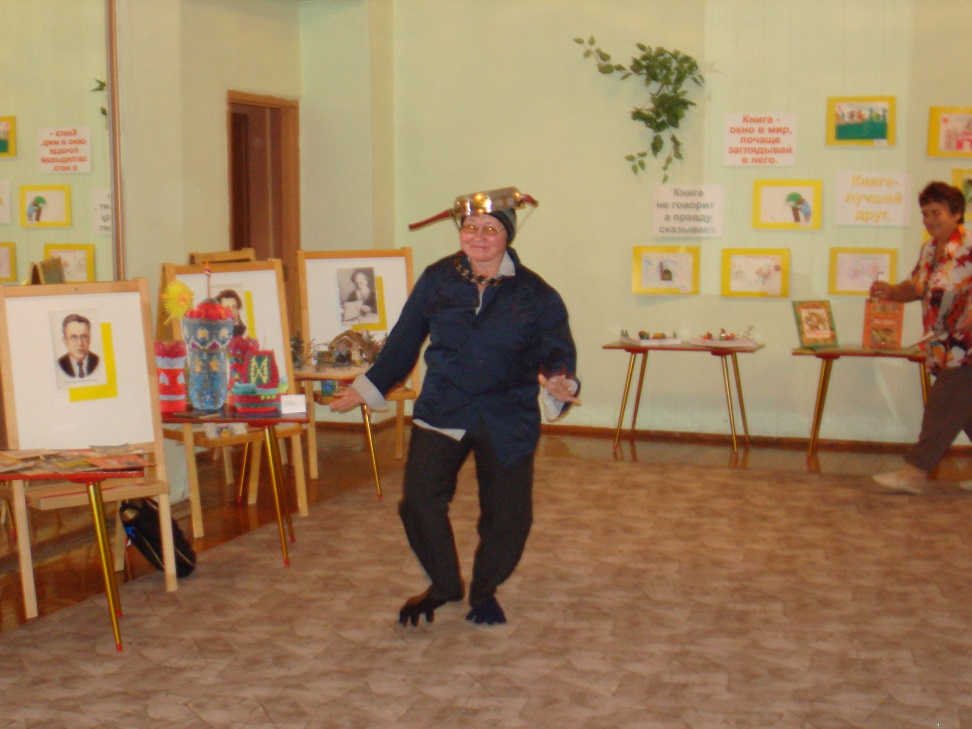 Книга -
окно в мир,
почаще
заглядывай
в него.
Книга
не говорит
а правду
сказывает.
Книга-
лучший
друг.